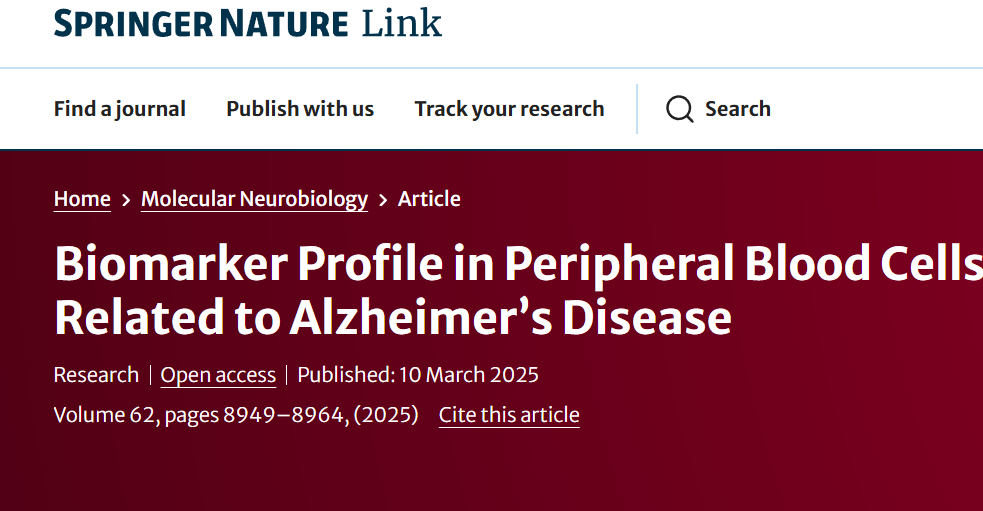 SPRINGER NATURE Link
Find a journal Publish with us Track your research Search
Home > Molecular Neurobiology > Article
Biomarker Profile in Peripheral Blood Cells
Related to Alzheimer’s Disease
Research | Open access | Published: 10 March 2025
Volume 62, pages 8949–8964, (2025) Cite this article